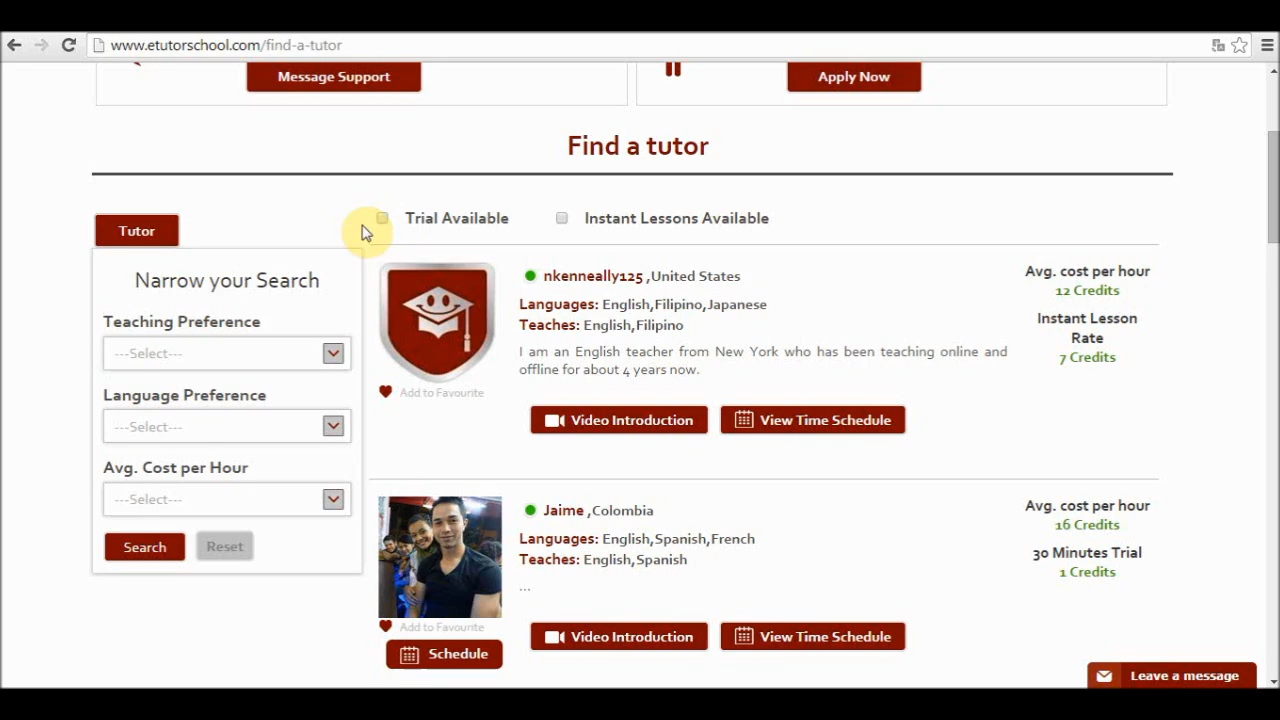 www.etutorschool.com/find-a-tutor
Message Support
Apply Now
Find a tutor
Tutor
Trial Available
Instant Lessons Available
Narrow your Search
Teaching Preference
---Select---
Language Preference
---Select---
Avg. Cost per Hour
---Select---
Search
Reset
nkenneally125 ,United States
Languages: English,Filipino,Japanese
Teaches: English,Filipino
I am an English teacher from New York who has been teaching online and
offline for about 4 years now.
Add to Favourite
Video Introduction
View Time Schedule
Avg. cost per hour
12 Credits
Instant Lesson
Rate
7 Credits
Jaime ,Colombia
Languages: English,Spanish,French
Teaches: English,Spanish
...
Add to Favourite
Schedule
Video Introduction
View Time Schedule
Avg. cost per hour
16 Credits
30 Minutes Trial
1 Credits
Leave a message